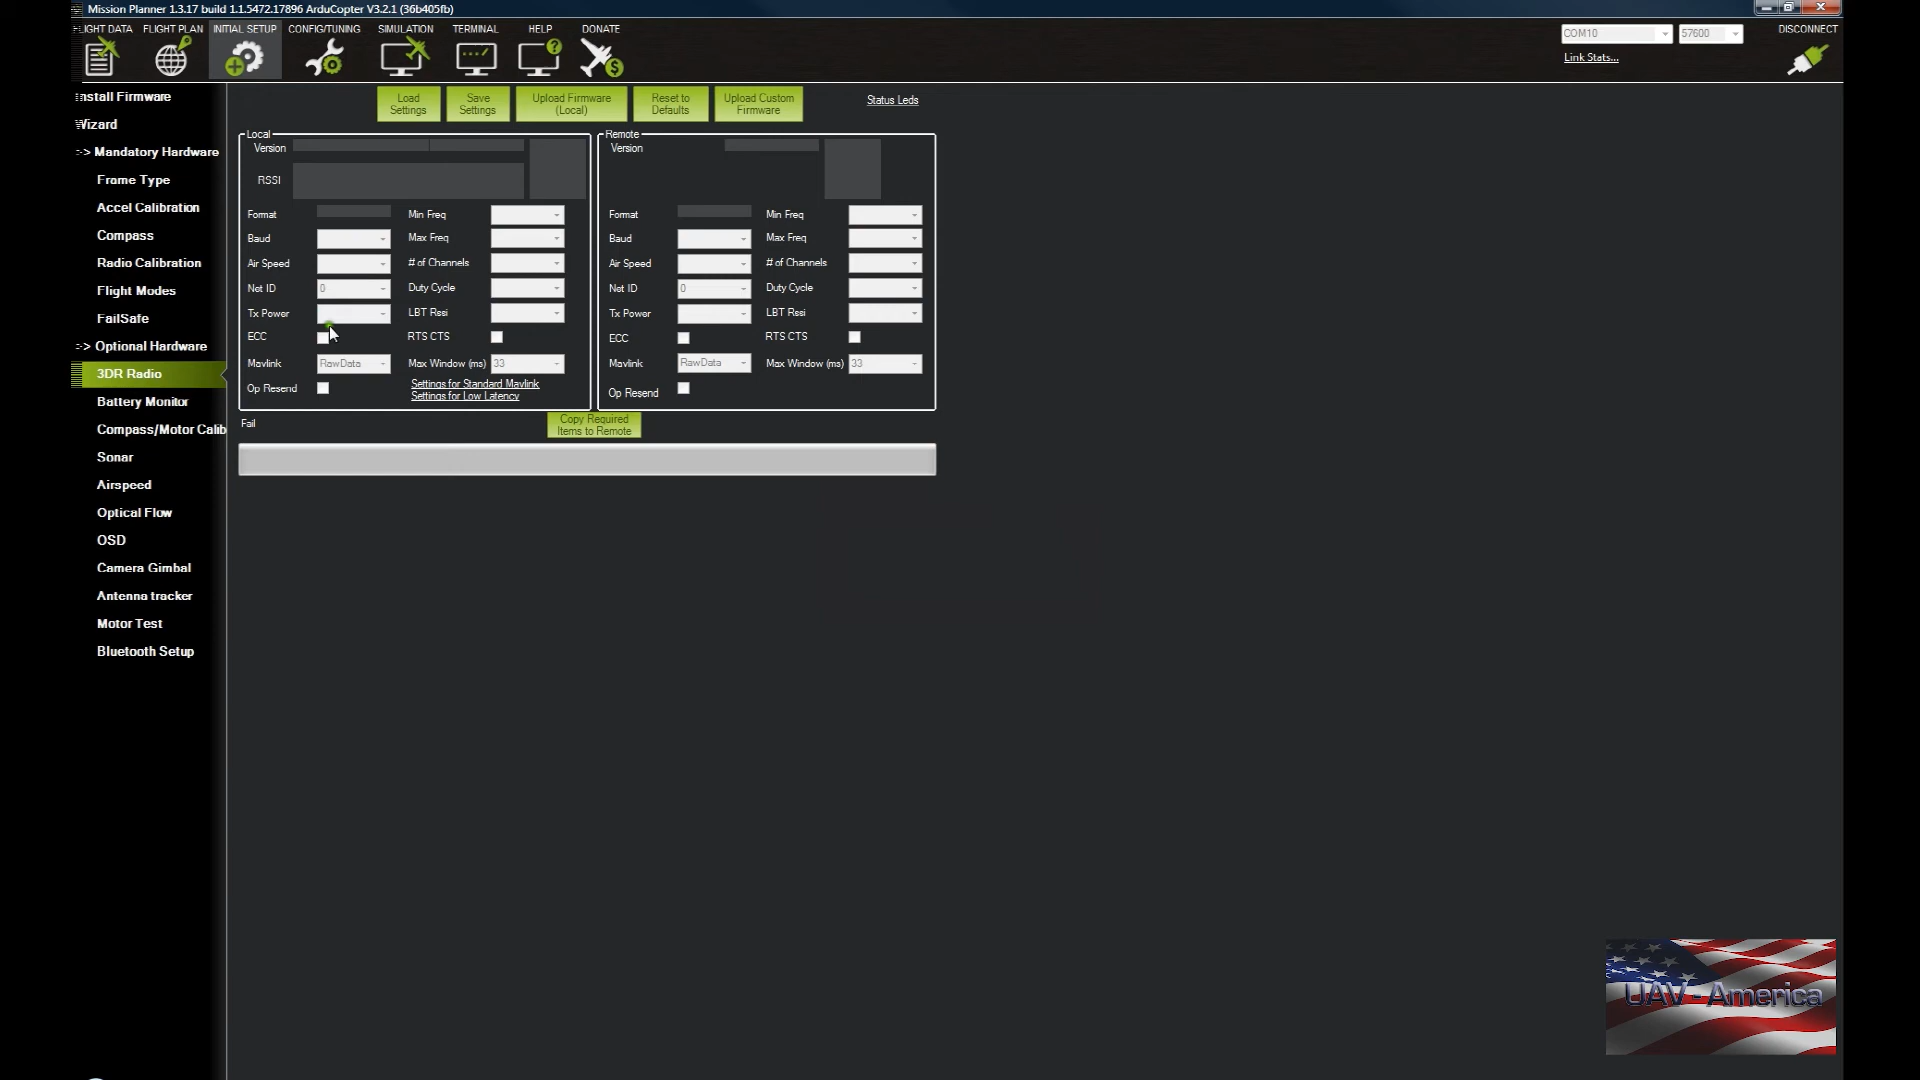 Mission Planner 1.3.17 build 1.1.5472.17896 ArduCopter V3.2.1 (36b405fb)
FLIGHT DATA FLIGHT PLAN INITIAL SETUP CONFIG/TUNING SIMULATION TERMINAL HELP DONATE
COM10 57600 DISCONNECT
Link Stats...
Install Firmware
Wizard
>> Mandatory Hardware
Frame Type
Accel Calibration
Compass
Radio Calibration
Flight Modes
FailSafe
>> Optional Hardware
3DR Radio
Battery Monitor
Compass/Motor Calib
Sonar
Airspeed
Optical Flow
OSD
Camera Gimbal
Antenna tracker
Motor Test
Bluetooth Setup
Load Settings
Save Settings
Upload Firmware (Local)
Reset to Defaults
Upload Custom Firmware
Status Leds
Local
Version
RSSI
Format Min Freq
Baud Max Freq
Air Speed # of Channels
Net ID 0 Duty Cycle
Tx Power LBT Rssi
ECC RTS CTS
Mavlink RawData Max Window (ms) 33
Op Resend
Settings for Standard Mavlink
Settings for Low Latency
Remote
Version
Format Min Freq
Baud Max Freq
Air Speed # of Channels
Net ID 0 Duty Cycle
Tx Power LBT Rssi
ECC RTS CTS
Mavlink RawData Max Window (ms) 33
Op Resend
Fail
Copy Required
Items to Remote
UAV - America